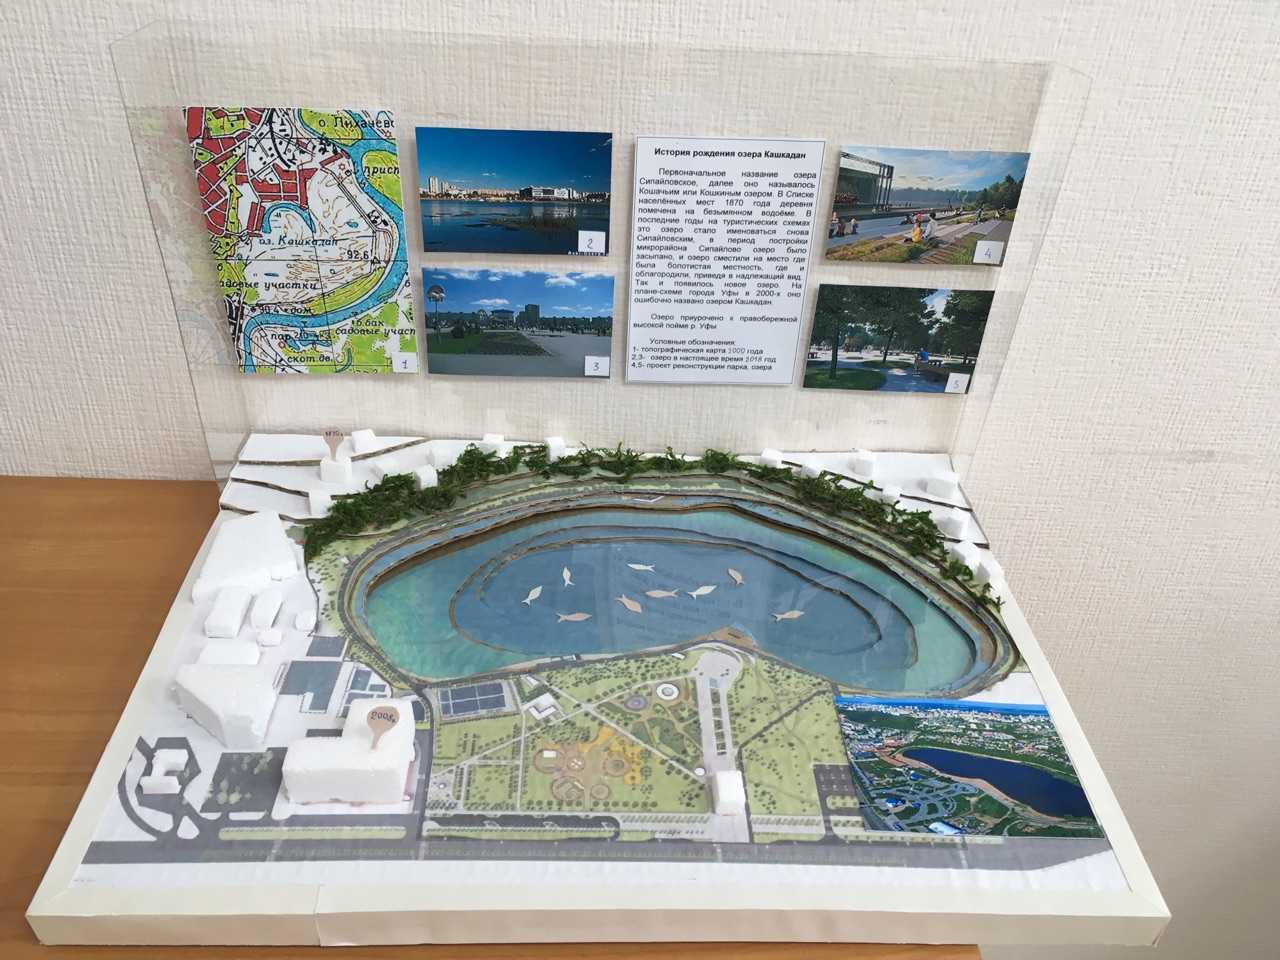 о. Лихачево
прист
оз. Кашкадан
92,6
садовые участки
дом.
б.бак
садовые участ
пар.
скот.дв.
1
2
3
История рождения озера Кашкадан
Первоначальное название озера
Сипайловское, далее оно называлось
Кошачьим или Кошкиным озером. В Списке
населённых мест 1870 года деревня
помечена на безымянном водоёме. В
последние годы на туристических схемах
это озеро стало именоваться снова
Сипайловским, в период постройки
микрорайона Сипайлово озеро было
засыпано, и озеро сместили на место где
была болотистая местность, где и
облагородили, приведя в надлежащий вид.
Так и появилось новое озеро. На
плане-схеме города Уфы в 2000-х оно
ошибочно названо озером Кашкадан.
Озеро приурочено к правобережной
высокой пойме р. Уфы
Условные обозначения:
1- топографическая карта 2000 года
2,3- озеро в настоящее время 2018 год
4,5- проект реконструкции парка, озера
4
5
1870г.
2008г.